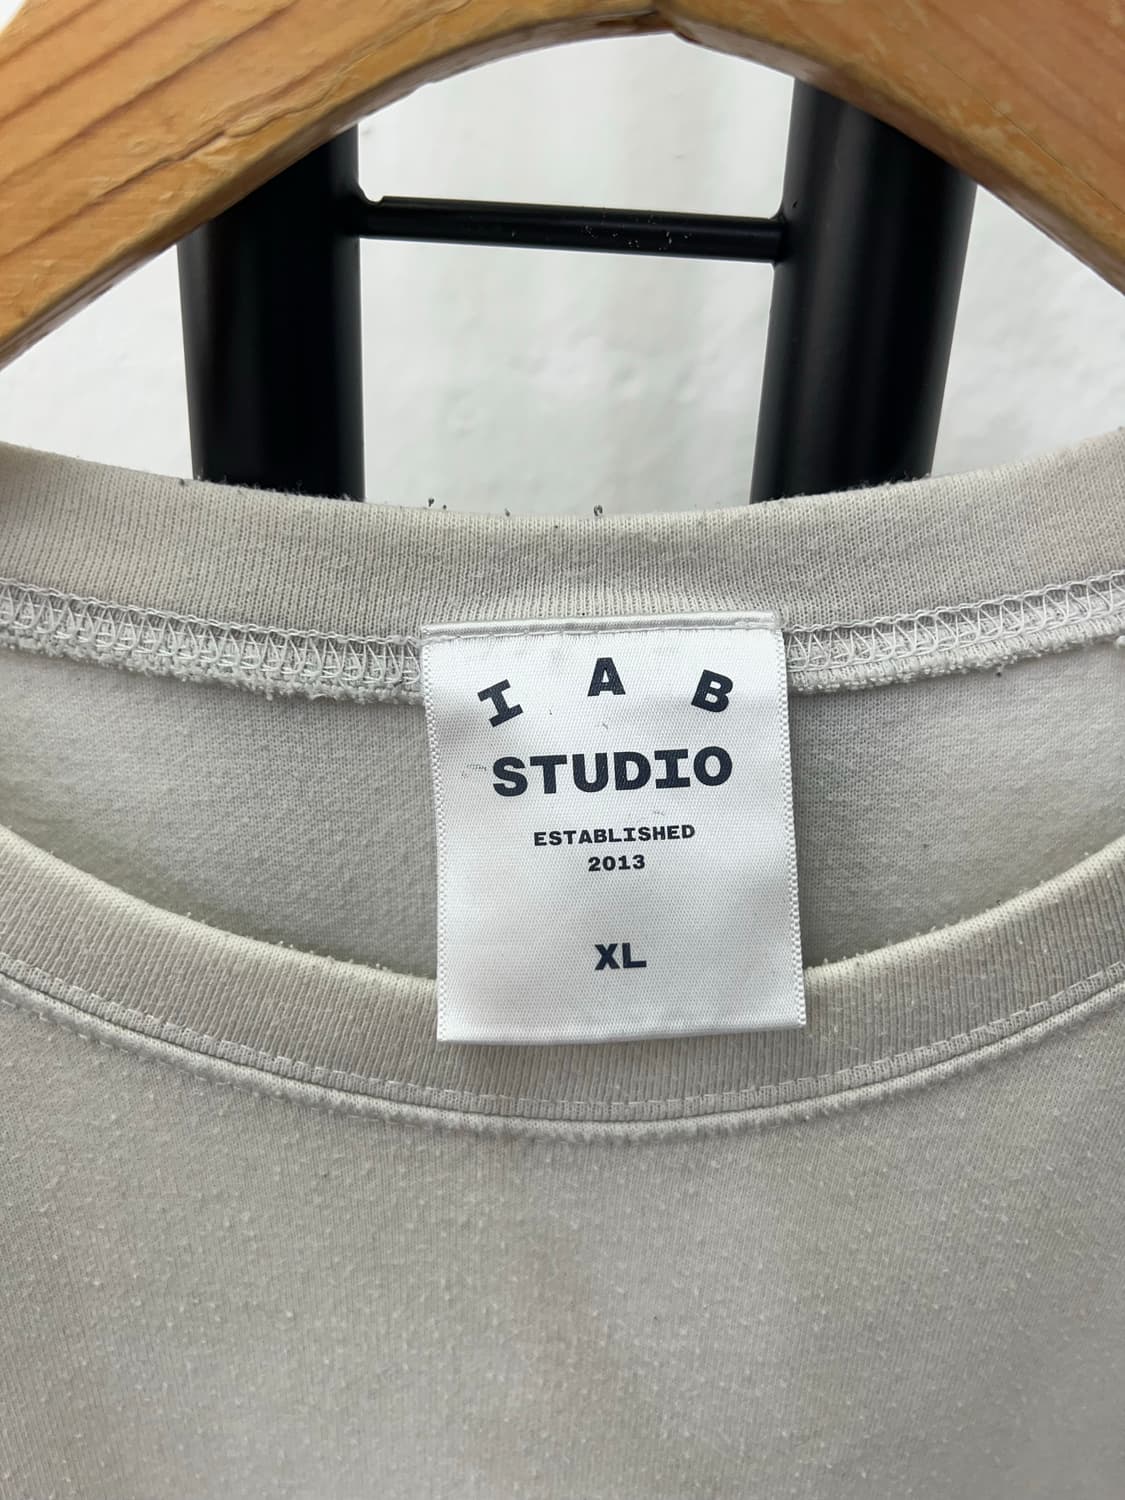 I A B
STUDIO
ESTABLISHED
2013
XL